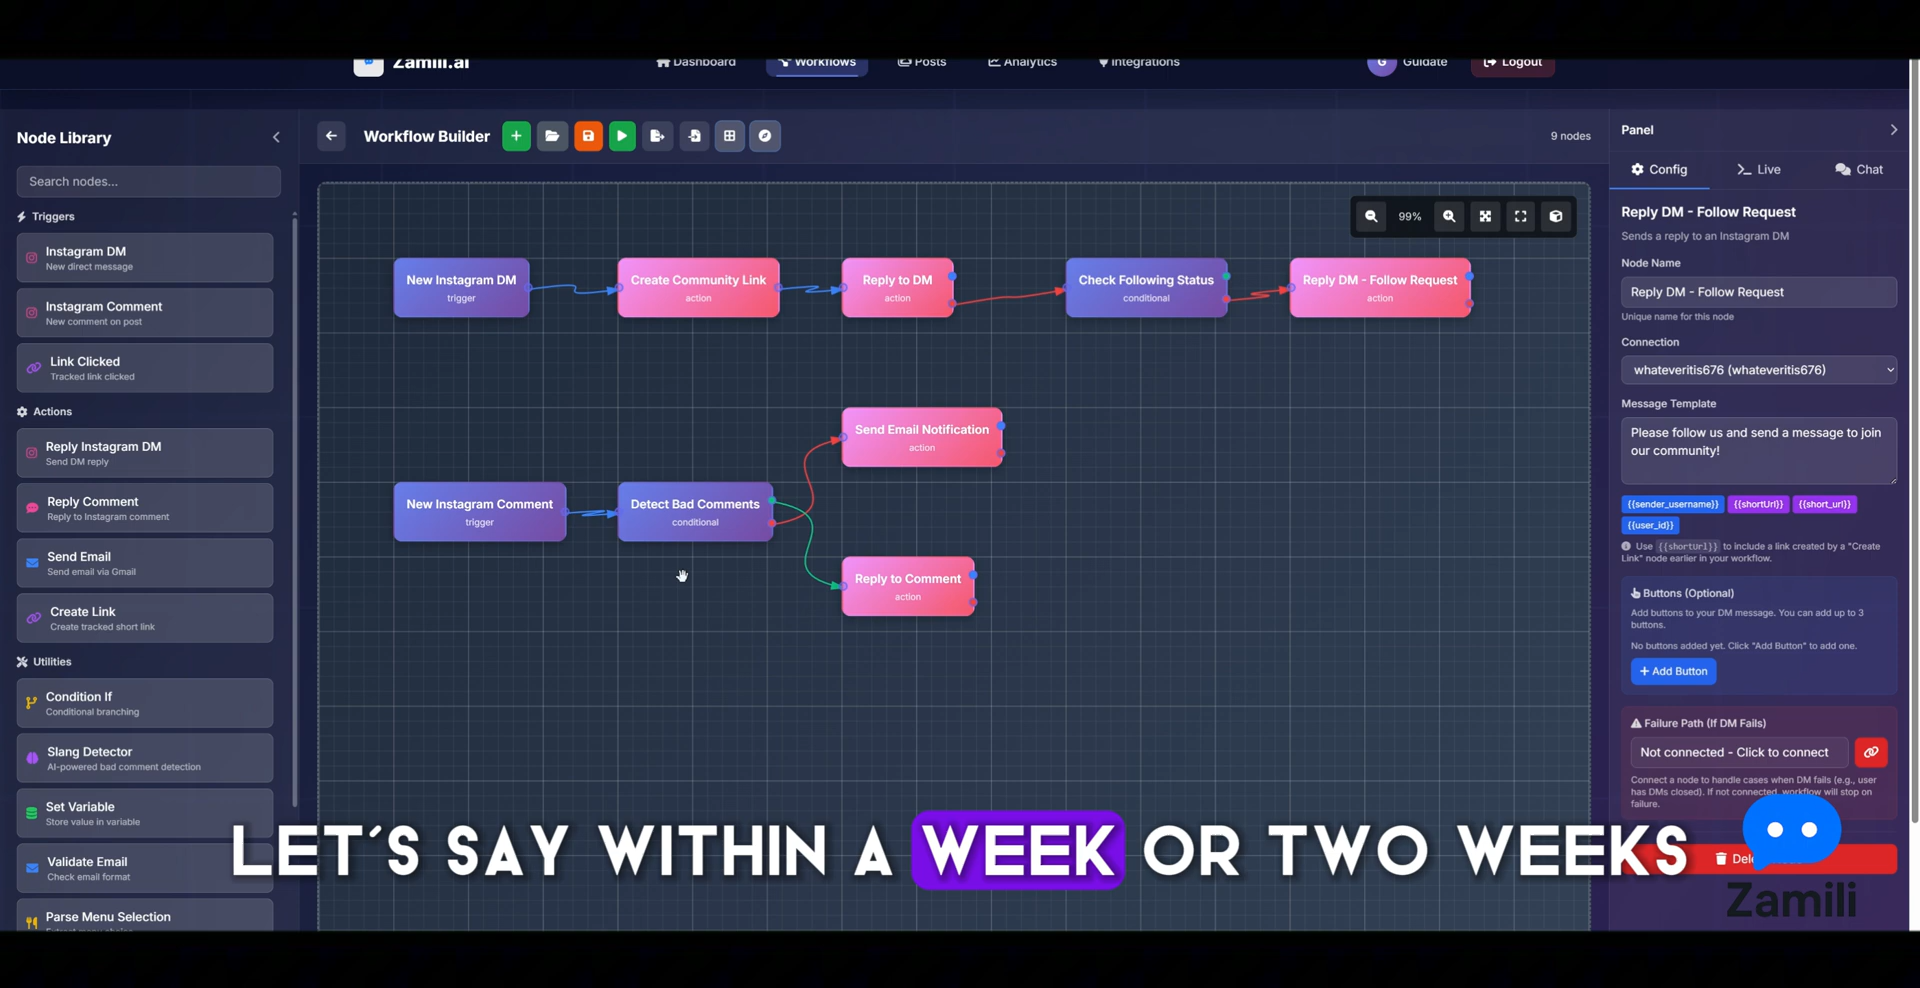 Zamili.ai
Dashboard
Workflows
Posts
Analytics
Integrations
G
Guidate
Logout
Node Library
Search nodes...
Triggers
Instagram DM
New direct message
Instagram Comment
New comment on post
Link Clicked
Tracked link clicked
Actions
Reply Instagram DM
Send DM reply
Reply Comment
Reply to Instagram comment
Send Email
Send email via Gmail
Create Link
Create tracked short link
Utilities
Condition If
Conditional branching
Slang Detector
AI-powered bad comment detection
Set Variable
Store value in variable
Validate Email
Check email format
Parse Menu Selection
Workflow Builder
9 nodes
99%
New Instagram DM
trigger
Create Community Link
action
Reply to DM
action
Check Following Status
conditional
Reply DM - Follow Request
action
Send Email Notification
action
New Instagram Comment
trigger
Detect Bad Comments
conditional
Reply to Comment
action
Panel
Config
Live
Chat
Reply DM - Follow Request
Sends a reply to an Instagram DM
Node Name
Reply DM - Follow Request
Unique name for this node
Connection
whateveritis676 (whateveritis676)
Message Template
Please follow us and send a message to join
our community!
{{sender_username}} {{shortUrl}} {{short_url}}
{{user_id}}
Use {{shortUrl}} to include a link created by a "Create
Link" node earlier in your workflow.
Buttons (Optional)
Add buttons to your DM message. You can add up to 3
buttons.
No buttons added yet. Click "Add Button" to add one.
+ Add Button
Failure Path (If DM Fails)
Not connected - Click to connect
Connect a node to handle cases when DM fails (e.g., user
has DMs closed). If not connected, workflow will stop on
failure.
LET'S SAY WITHIN A WEEK OR TWO WEEKS
Zamili